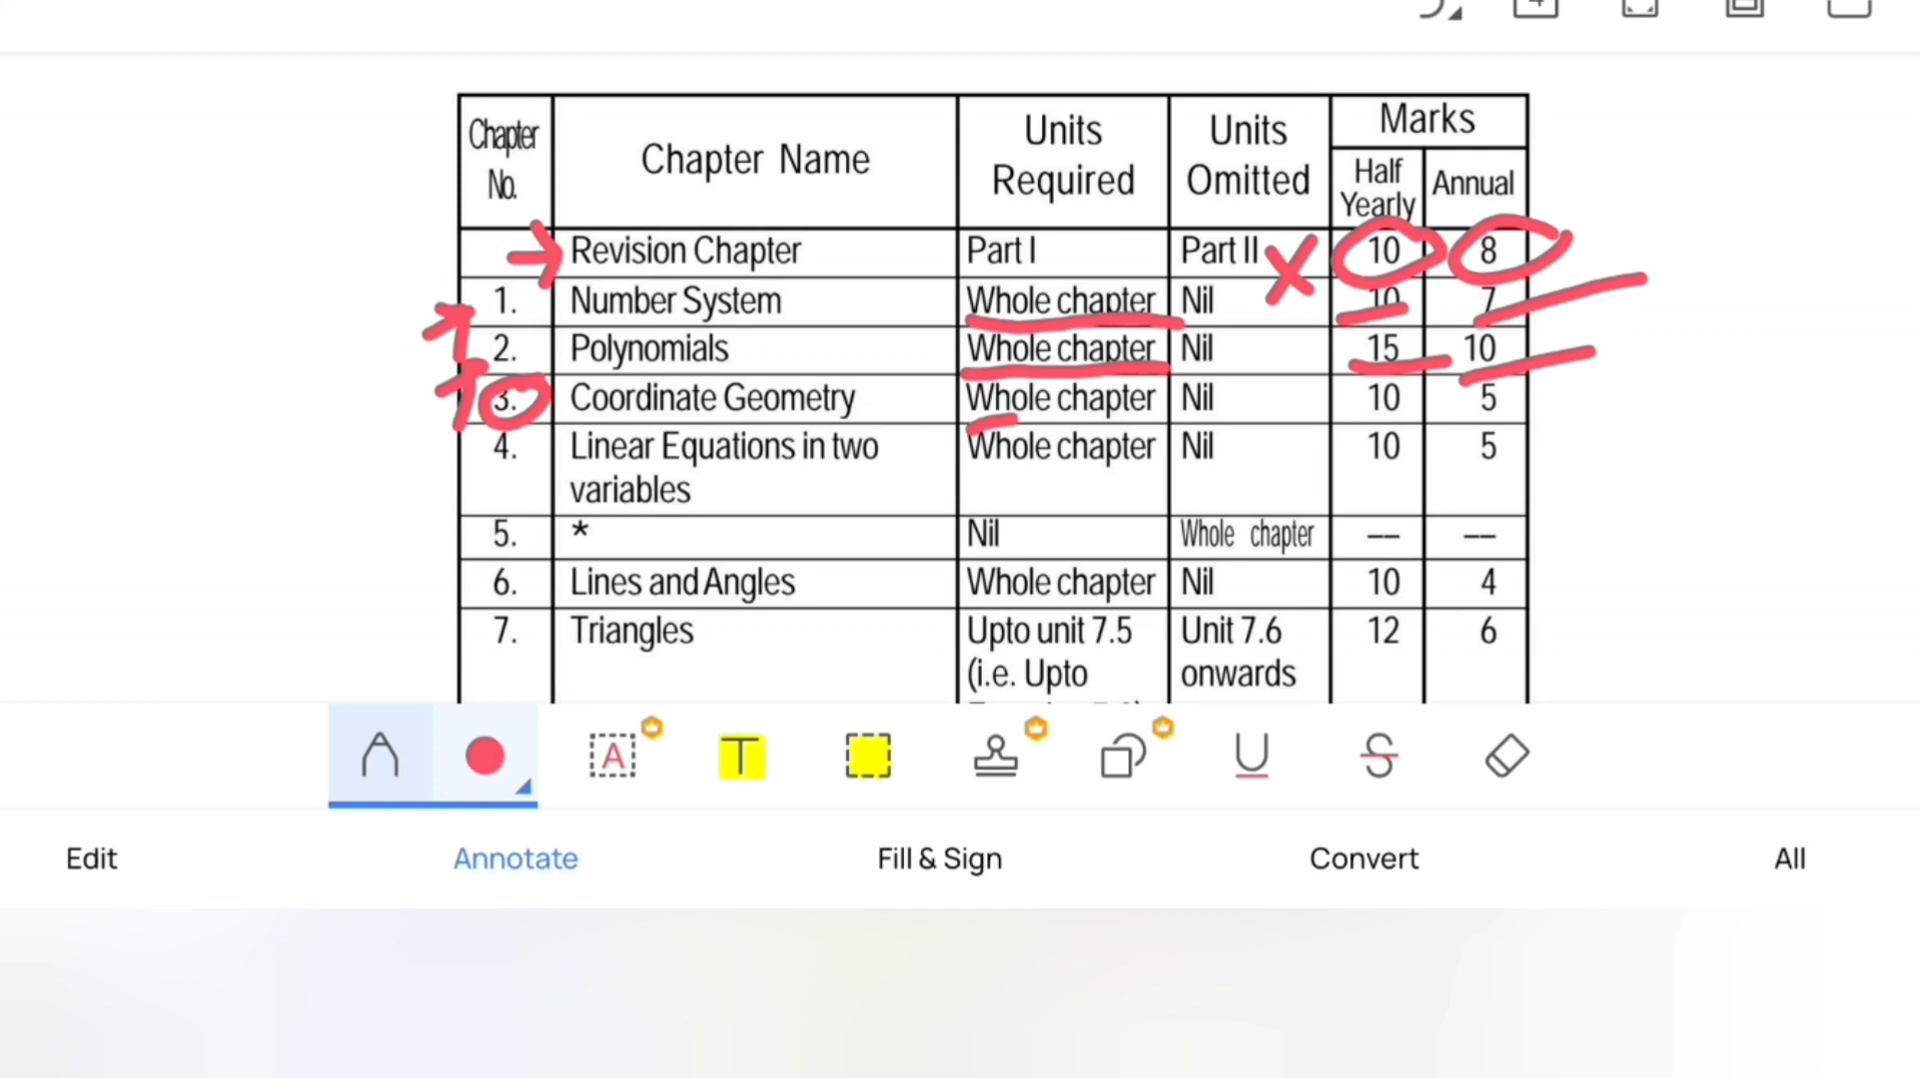 Chapter No. Chapter Name Units Required Units Omitted Marks
Half Yearly Annual
Revision Chapter Part I Part II 10 8
1. Number System Whole chapter Nil 10 7
2. Polynomials Whole chapter Nil 15 10
3. Coordinate Geometry Whole chapter Nil 10 5
4. Linear Equations in two variables Whole chapter Nil 10 5
5. * Nil Whole chapter — —
6. Lines and Angles Whole chapter Nil 10 4
7. Triangles Upto unit 7.5 Unit 7.6 12 6
(i.e. Upto onwards
A T U S
Edit Annotate Fill & Sign Convert All